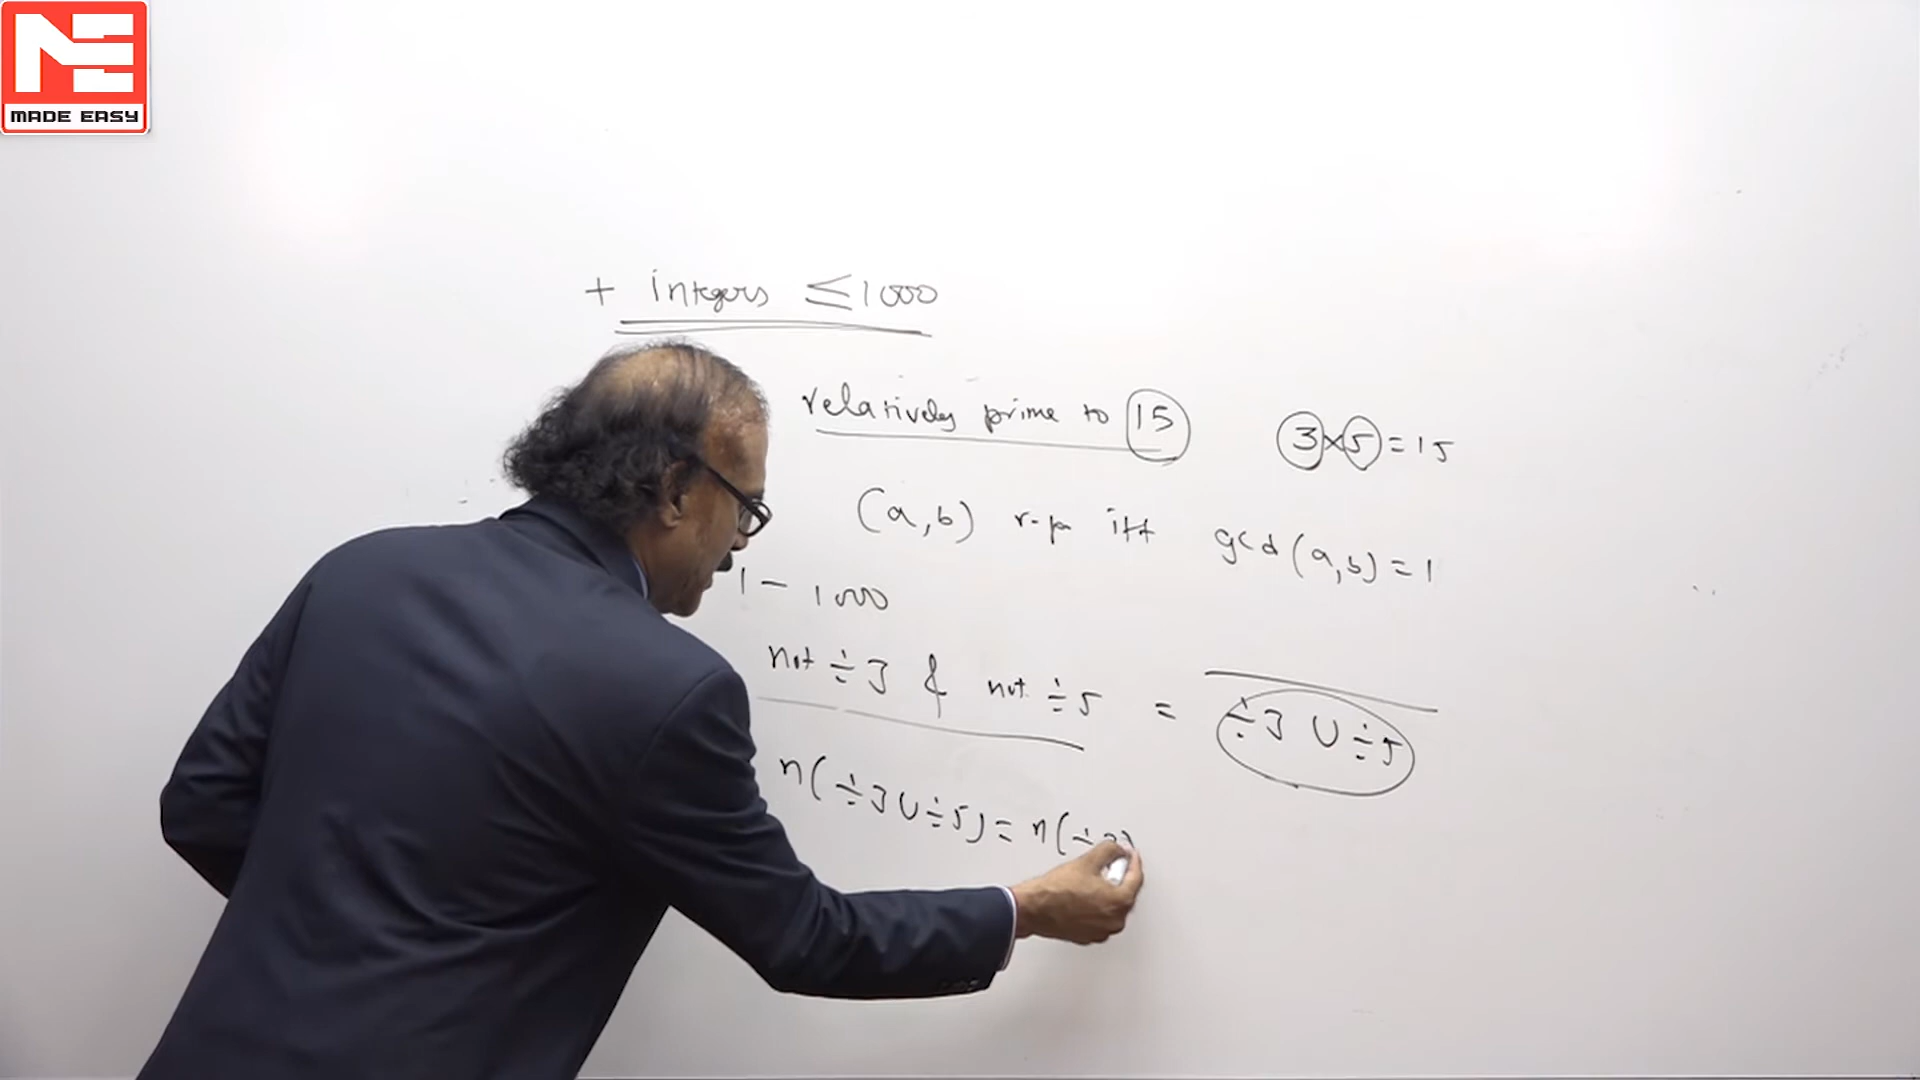 MADE EASY
+ integers ≤ 1000
relatively prime to 15
3 × 5 = 15
(a, b) r.p iff gcd(a, b) = 1
1 – 1000
not ÷ 3 & not ÷ 5 = ÷3 ∪ ÷5
n(÷3 ∪ ÷5) = n(÷3)